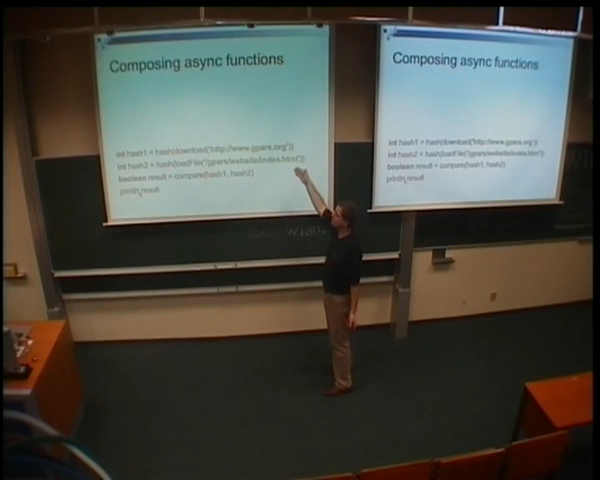 Composing async functions
int hash1 = hash(download('http://www.gpars.org'))
int hash2 = hash(loadFile('/gpars/website/index.html'))
boolean result = compare(hash1, hash2)
println result
Composing async functions
int hash1 = hash(download('http://www.gpars.org'))
int hash2 = hash(loadFile('/gpars/website/index.html'))
boolean result = compare(hash1, hash2)
println result